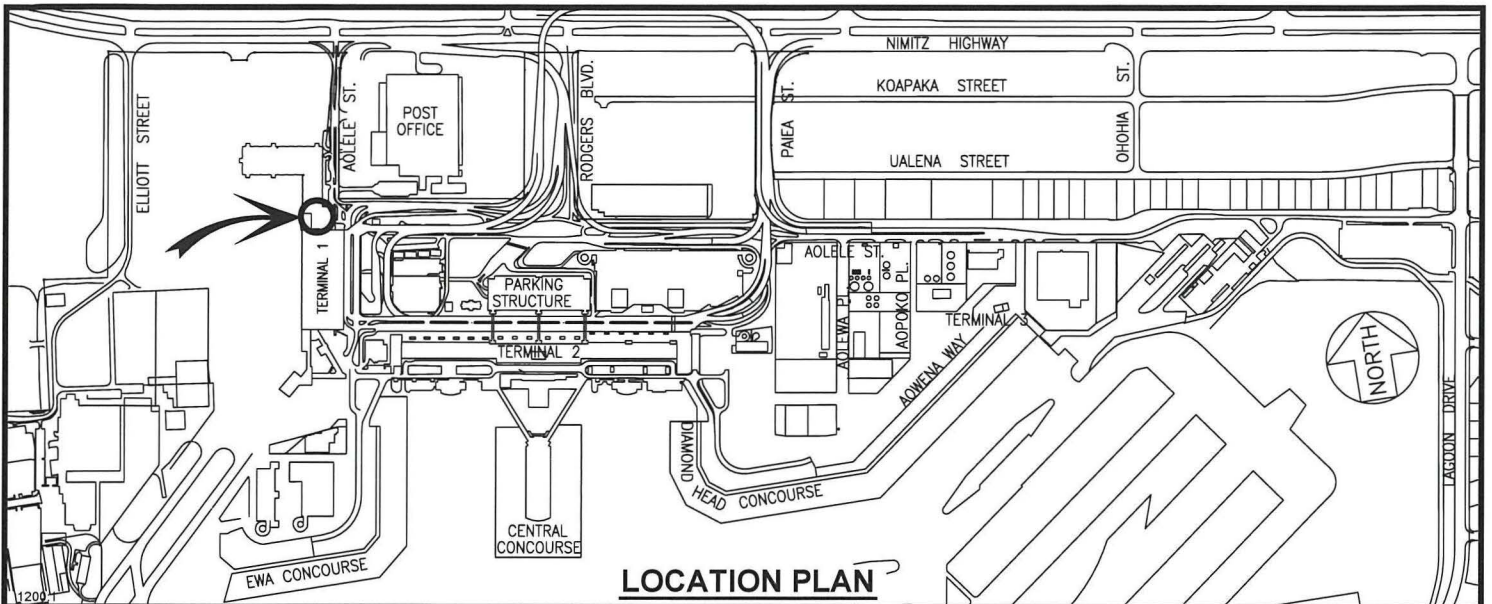 NIMITZ HIGHWAY
KOAPAKA STREET
UALENA STREET
OHOHIA ST.
PAIEA ST.
RODGERS BLVD.
AOLELE ST.
POST
OFFICE
ELLIOTT STREET
TERMINAL 1
PARKING
STRUCTURE
TERMINAL 2
AOLELE ST.
AOLEWA PL.
AOPOKO PL.
TERMINAL 3
AOWENA WAY
NORTH
LAGOON DRIVE
DIAMOND
HEAD CONCOURSE
CENTRAL
CONCOURSE
EWA CONCOURSE
LOCATION PLAN